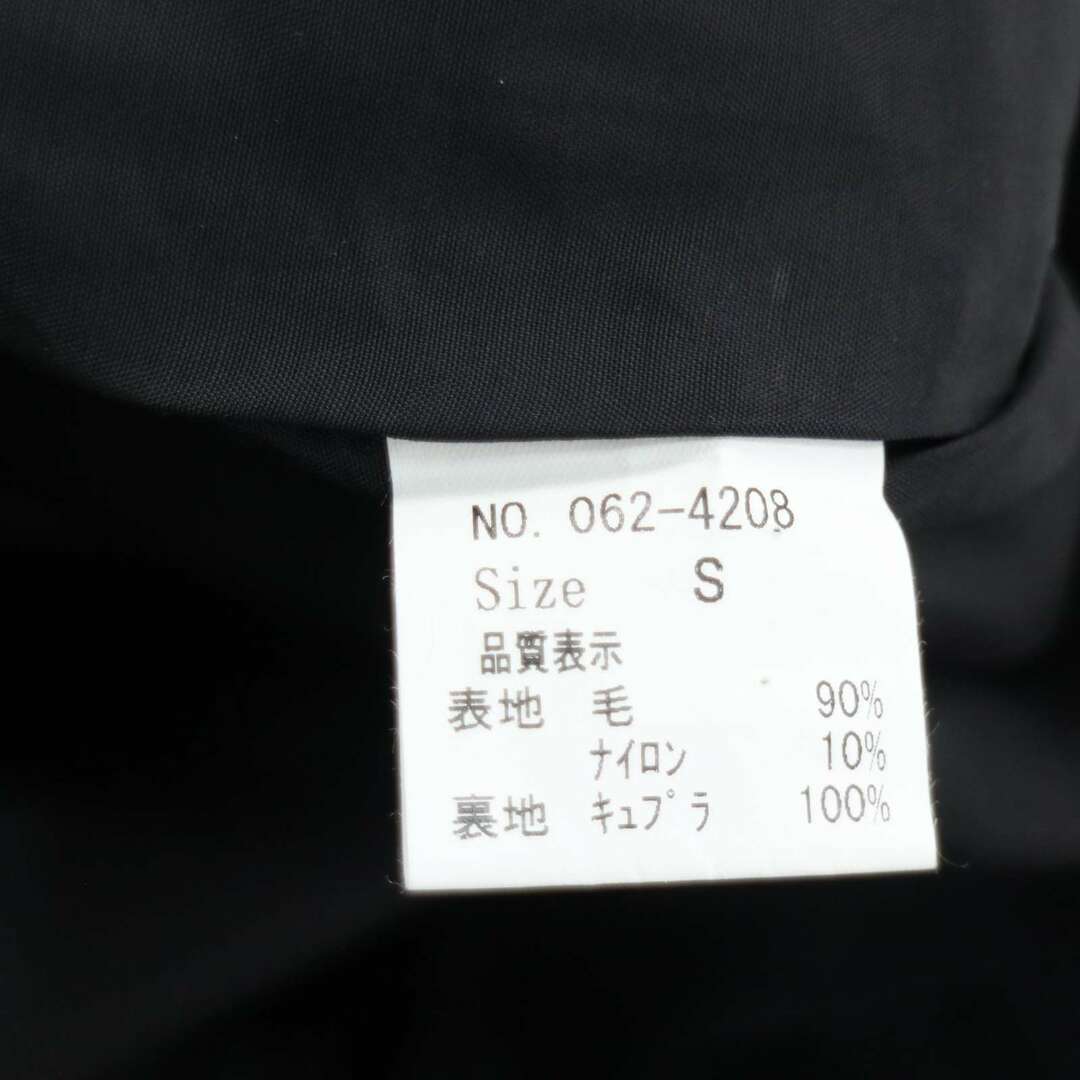 NO. 062-4208
Size S
品質表示
表地 毛 90%
ナイロン 10%
裏地 キュプラ 100%